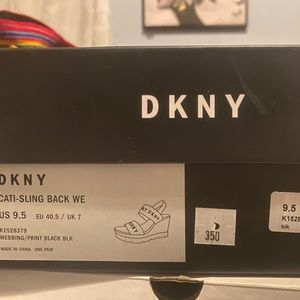 DKNY
DKNY
CATI-SLING BACK WE
US 9.5 EU 40.5 / UK 7
K1528379
WEBBING/PRINT BLACK BLK
MADE IN CHINA ONE PAIR
350
9.5
K1528
blk